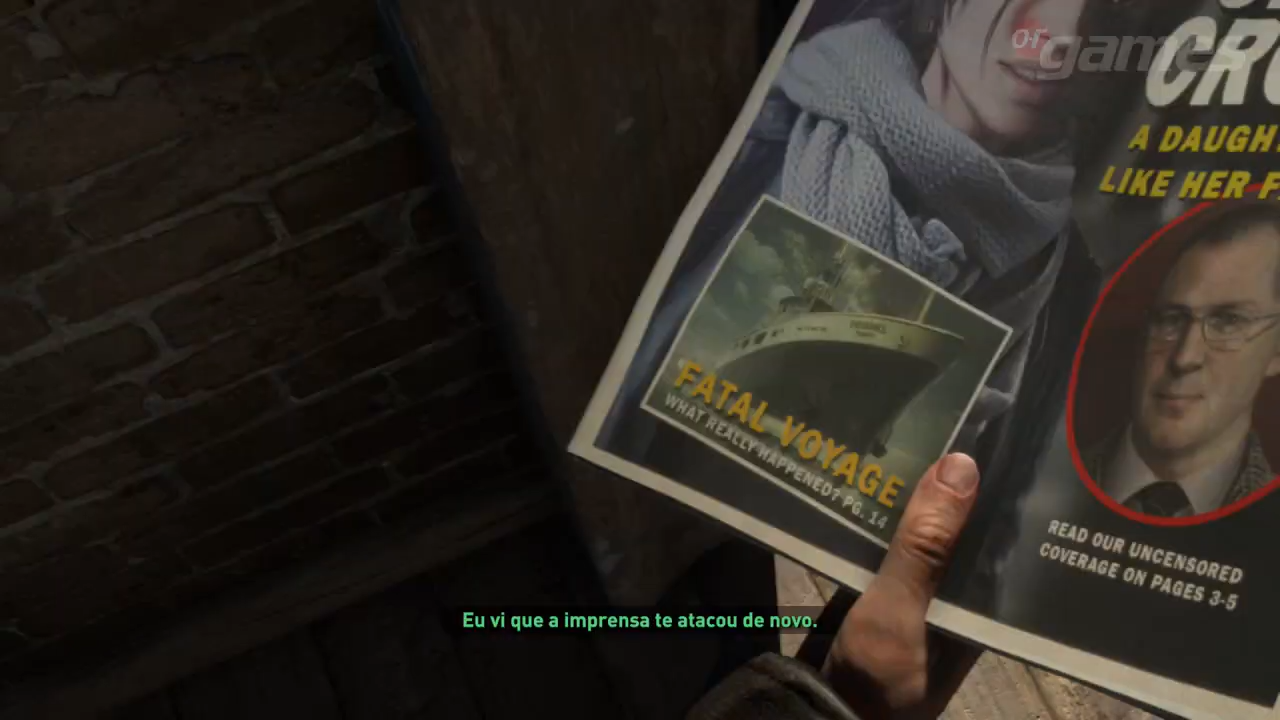 or games
CR
A DAUGH
LIKE HER F
FATAL VOYAGE
WHAT REALLY HAPPENED? PG. 14
READ OUR UNCENSORED
COVERAGE ON PAGES 3-5
Eu vi que a imprensa te atacou de novo.